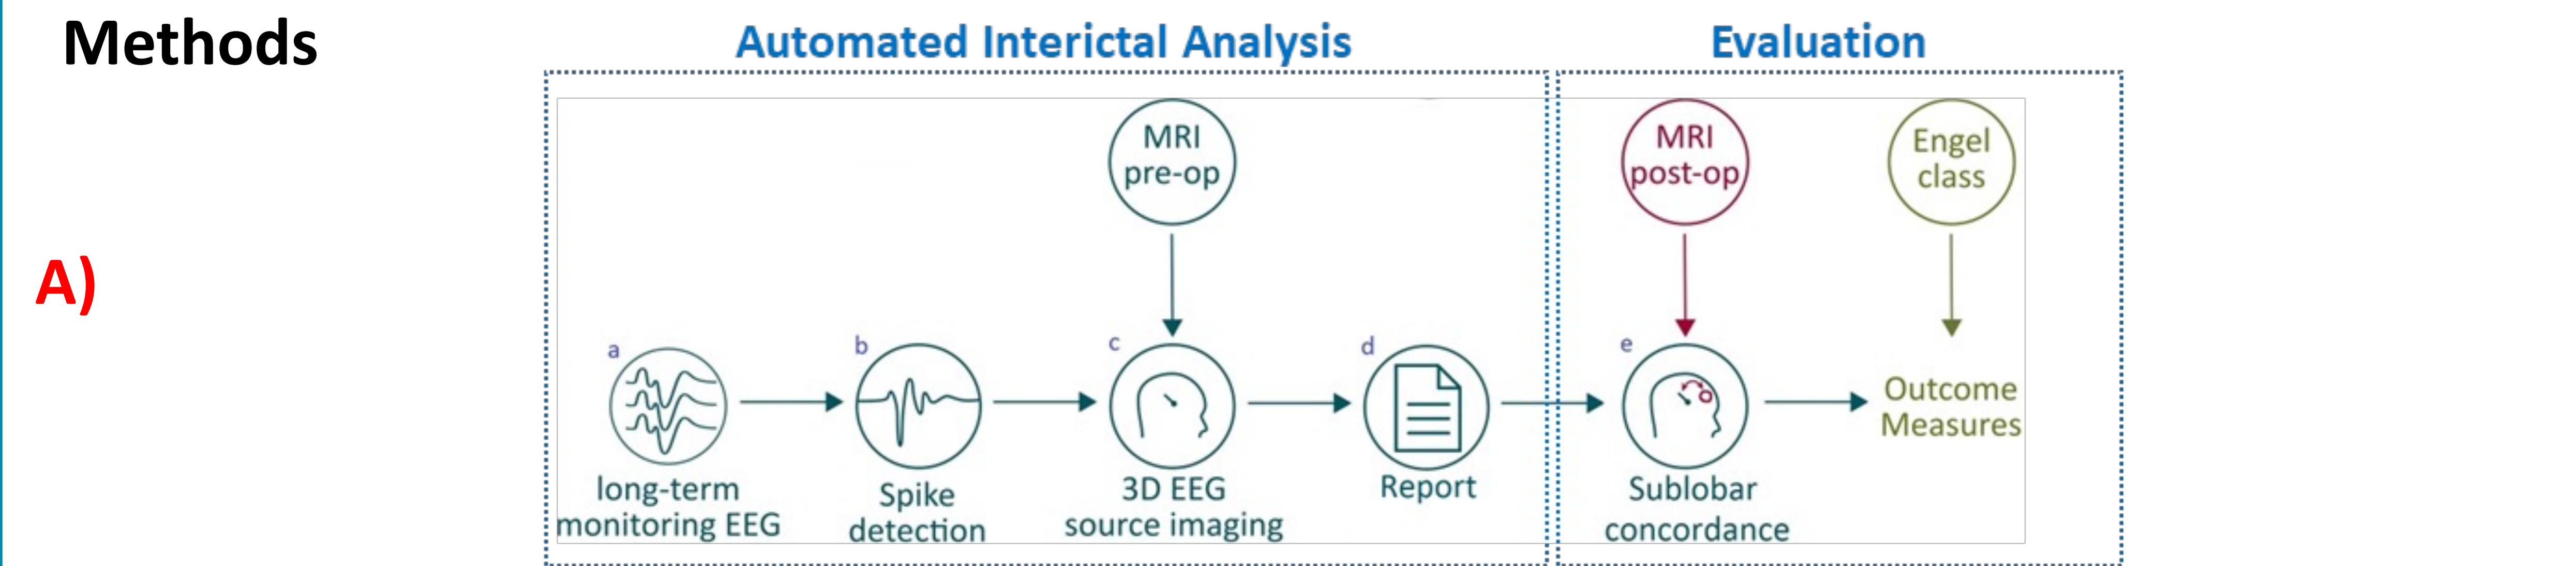 Methods
Automated Interictal Analysis
Evaluation
A)
MRI
pre-op
MRI
post-op
Engel
class
a
b
c
d
e
long-term
monitoring EEG
Spike
detection
3D EEG
source imaging
Report
Sublobar
concordance
Outcome
Measures